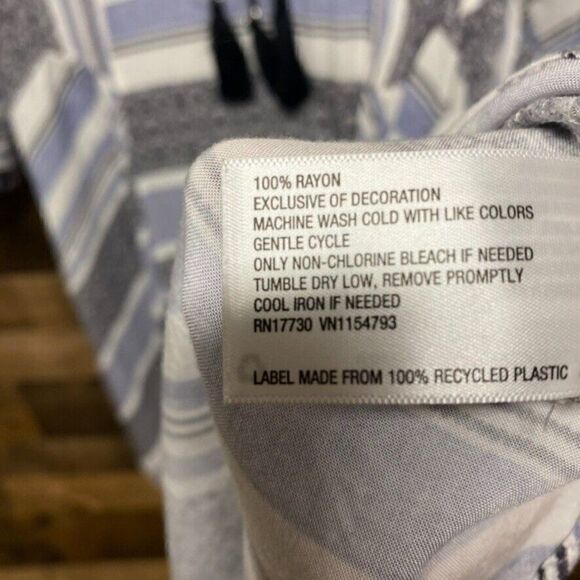 100% RAYON
EXCLUSIVE OF DECORATION
MACHINE WASH COLD WITH LIKE COLORS
GENTLE CYCLE
ONLY NON-CHLORINE BLEACH IF NEEDED
TUMBLE DRY LOW, REMOVE PROMPTLY
COOL IRON IF NEEDED
RN17730 VN1154793
LABEL MADE FROM 100% RECYCLED PLASTIC